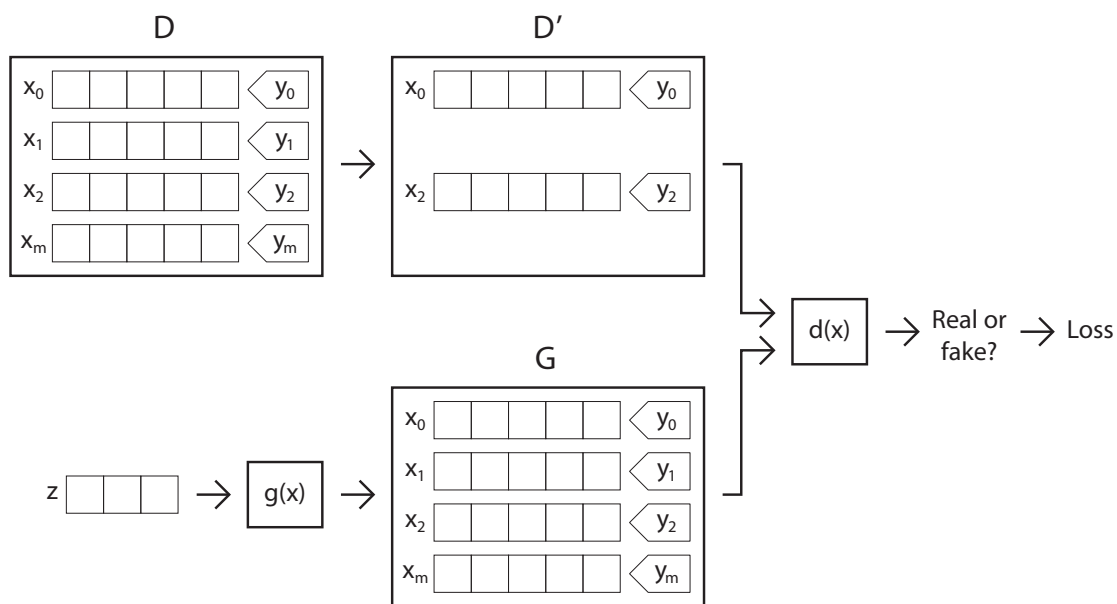 D
x₀ y₀
x₁ y₁
x₂ y₂
xₘ yₘ
D’
x₀ y₀
x₂ y₂
G
x₀ y₀
x₁ y₁
x₂ y₂
xₘ yₘ
z
g(x)
d(x)
Real or
fake?
Loss